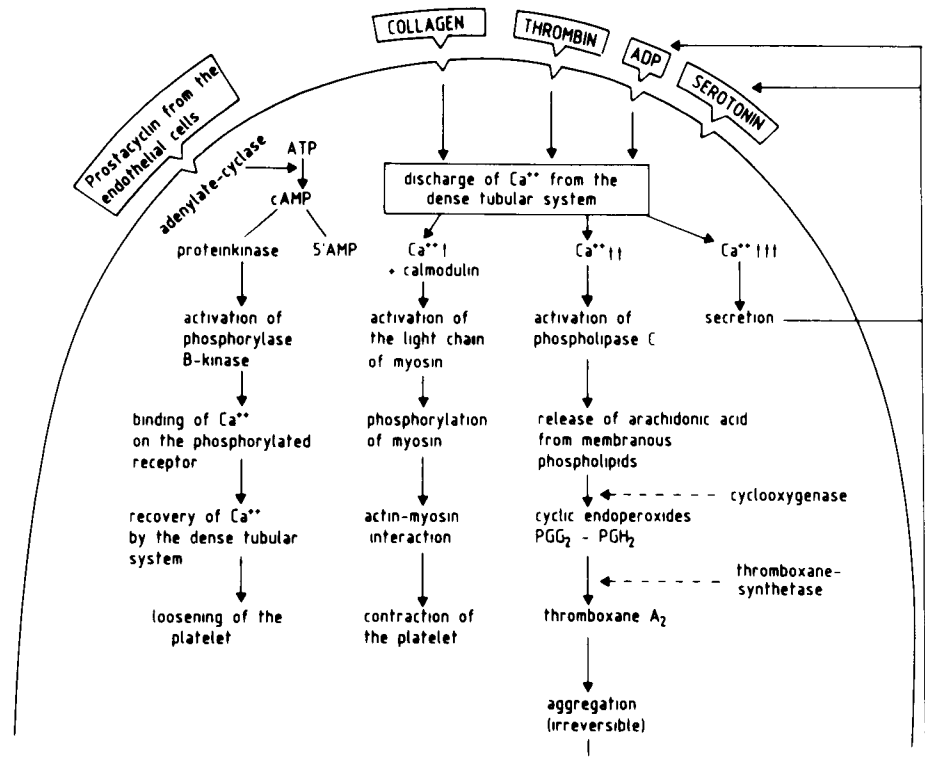 COLLAGEN
THROMBIN
ADP
SEROTONIN
Prostacyclin from the
endothelial cells
adenylate-cyclase
ATP
cAMP
proteinkinase
5'AMP
activation of
phosphorylase
B-kinase
binding of Ca⁺⁺
on the phosphorylated
receptor
recovery of Ca⁺⁺
by the dense tubular
system
loosening of the
platelet
discharge of Ca⁺⁺ from the
dense tubular system
Ca⁺⁺↑
+ calmodulin
activation of
the light chain
of myosin
phosphorylation
of myosin
actin-myosin
interaction
contraction of
the platelet
Ca⁺⁺↑↑
activation of
phospolipase C
release of arachidonic acid
from membranous
phospholipids
cyclooxygenase
cyclic endoperoxides
PGG₂ - PGH₂
thromboxane-
synthetase
thromboxane A₂
aggregation
(irreversible)
Ca⁺⁺↑↑↑
secretion